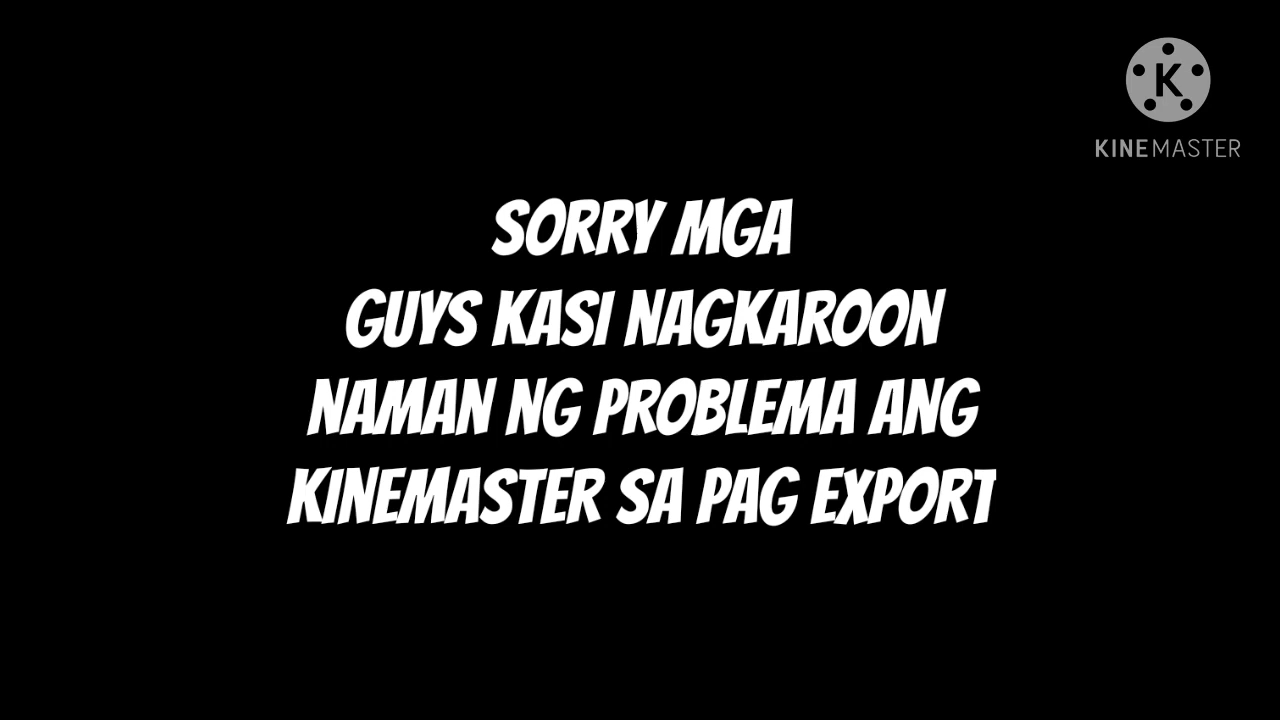 K
KINEMASTER
SORRY MGA
GUYS KASI NAGKAROON
NAMAN NG PROBLEMA ANG
KINEMASTER SA PAG EXPORT